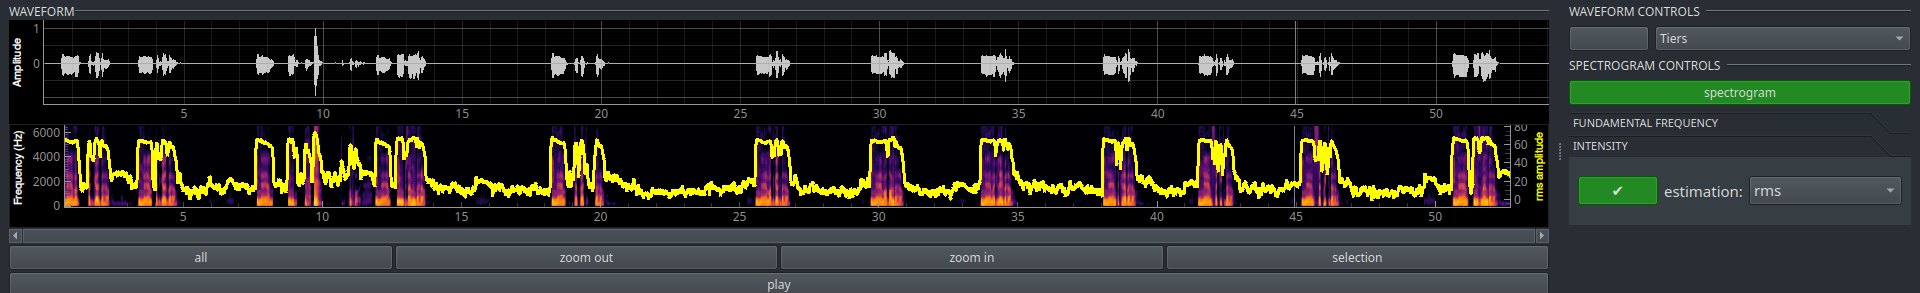 WAVEFORM
WAVEFORM CONTROLS
Amplitude
1
0
5 10 15 20 25 30 35 40 45 50
Tiers
SPECTROGRAM CONTROLS
spectrogram
Frequency (Hz)
6000
4000
2000
0
80
60
40
20
0
rms amplitude
5 10 15 20 25 30 35 40 45 50
FUNDAMENTAL FREQUENCY
INTENSITY
✔ estimation: rms
all zoom out zoom in selection
play